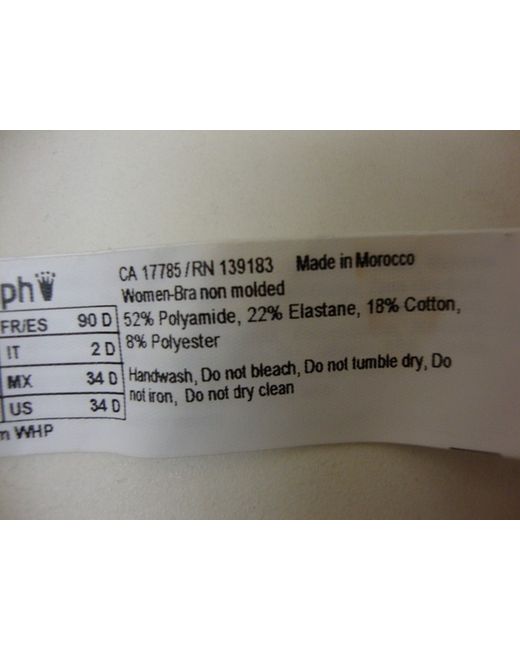 ph
CA 17785 / RN 139183 Made in Morocco
Women-Bra non molded
52% Polyamide, 22% Elastane, 18% Cotton,
8% Polyester
Handwash, Do not bleach, Do not tumble dry, Do
not iron, Do not dry clean
FR/ES 90 D
IT 2 D
MX 34 D
US 34 D
WHP